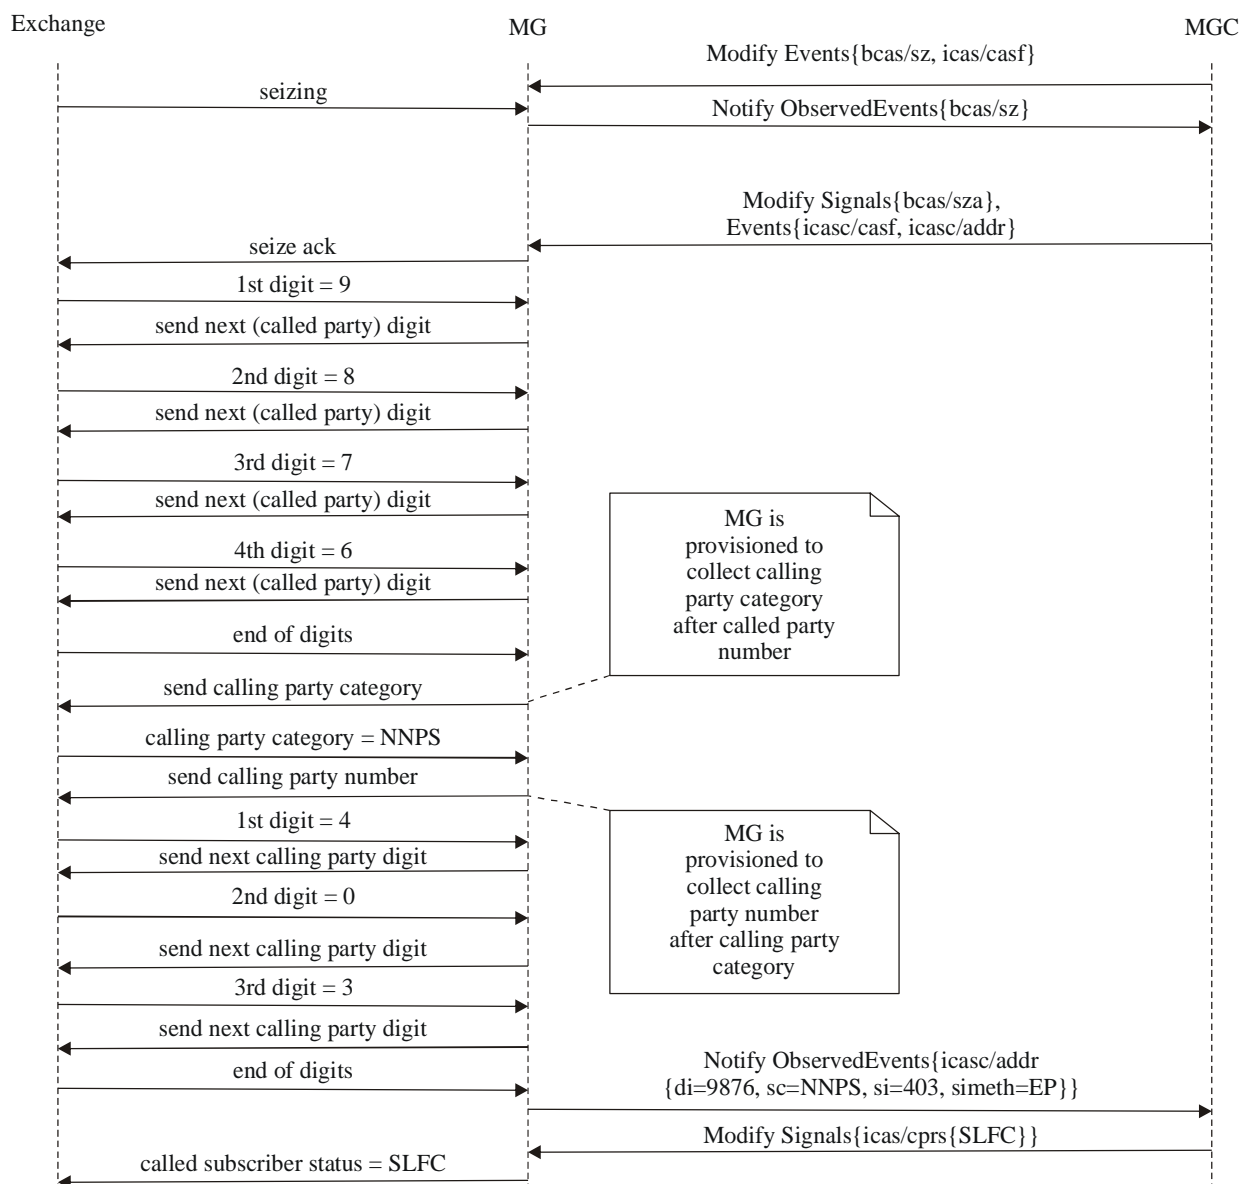 Exchange
MG
MGC
Modify Events{bcas/sz, icas/casf}
seizing
Notify ObservedEvents{bcas/sz}
Modify Signals{bcas/sza},
Events{icasc/casf, icasc/addr}
seize ack
1st digit = 9
send next (called party) digit
2nd digit = 8
send next (called party) digit
3rd digit = 7
send next (called party) digit
4th digit = 6
send next (called party) digit
MG is
provisioned to
collect calling
party category
after called party
number
end of digits
send calling party category
calling party category = NNPS
send calling party number
1st digit = 4
send next calling party digit
2nd digit = 0
MG is
provisioned to
collect calling
party number
after calling party
category
send next calling party digit
3rd digit = 3
send next calling party digit
end of digits
Notify ObservedEvents{icasc/addr
{di=9876, sc=NNPS, si=403, simeth=EP}}
Modify Signals{icas/cprs{SLFC}}
called subscriber status = SLFC